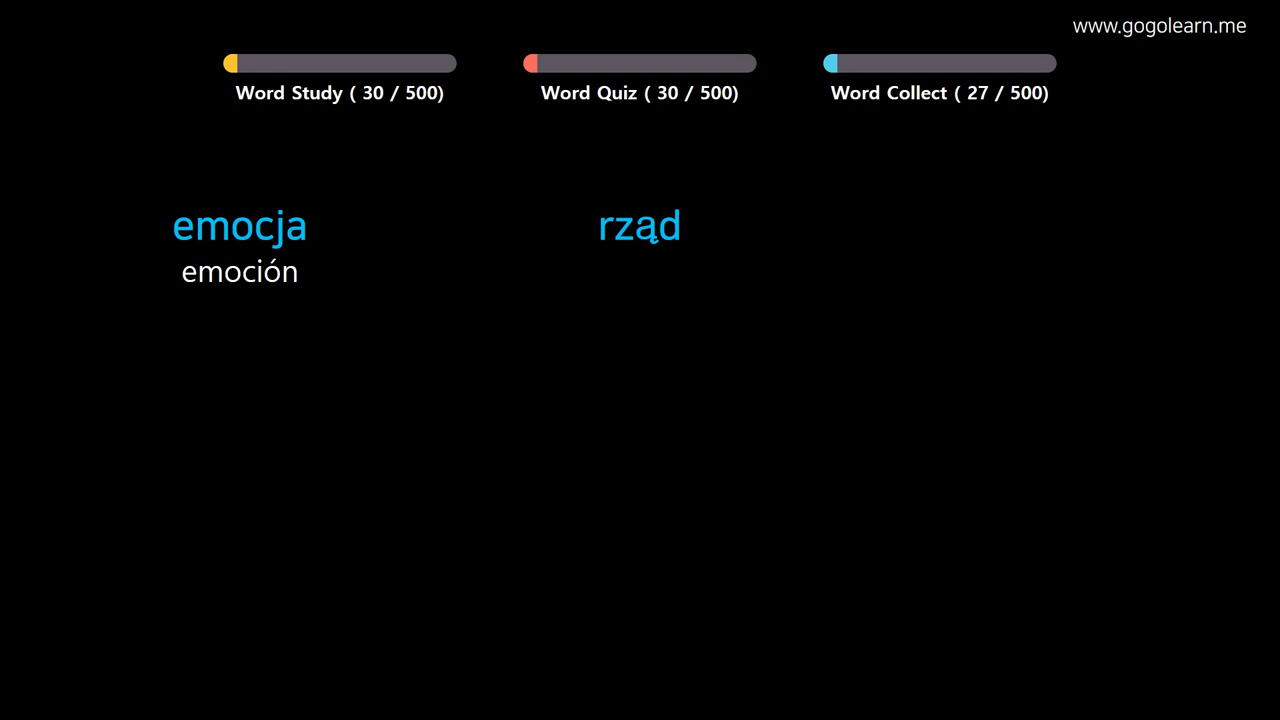 www.gogolearn.me
Word Study ( 30 / 500)
Word Quiz ( 30 / 500)
Word Collect ( 27 / 500)
emocja
emoción
rząd